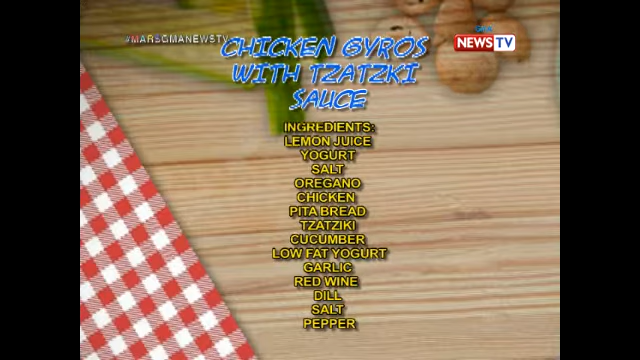 #MARSGMANEWSTV
GMA
NEWSTV
CHICKEN GYROS
WITH TZATZKI
SAUCE
INGREDIENTS:
LEMON JUICE
YOGURT
SALT
OREGANO
CHICKEN
PITA BREAD
TZATZIKI
CUCUMBER
LOW FAT YOGURT
GARLIC
RED WINE
DILL
SALT
PEPPER